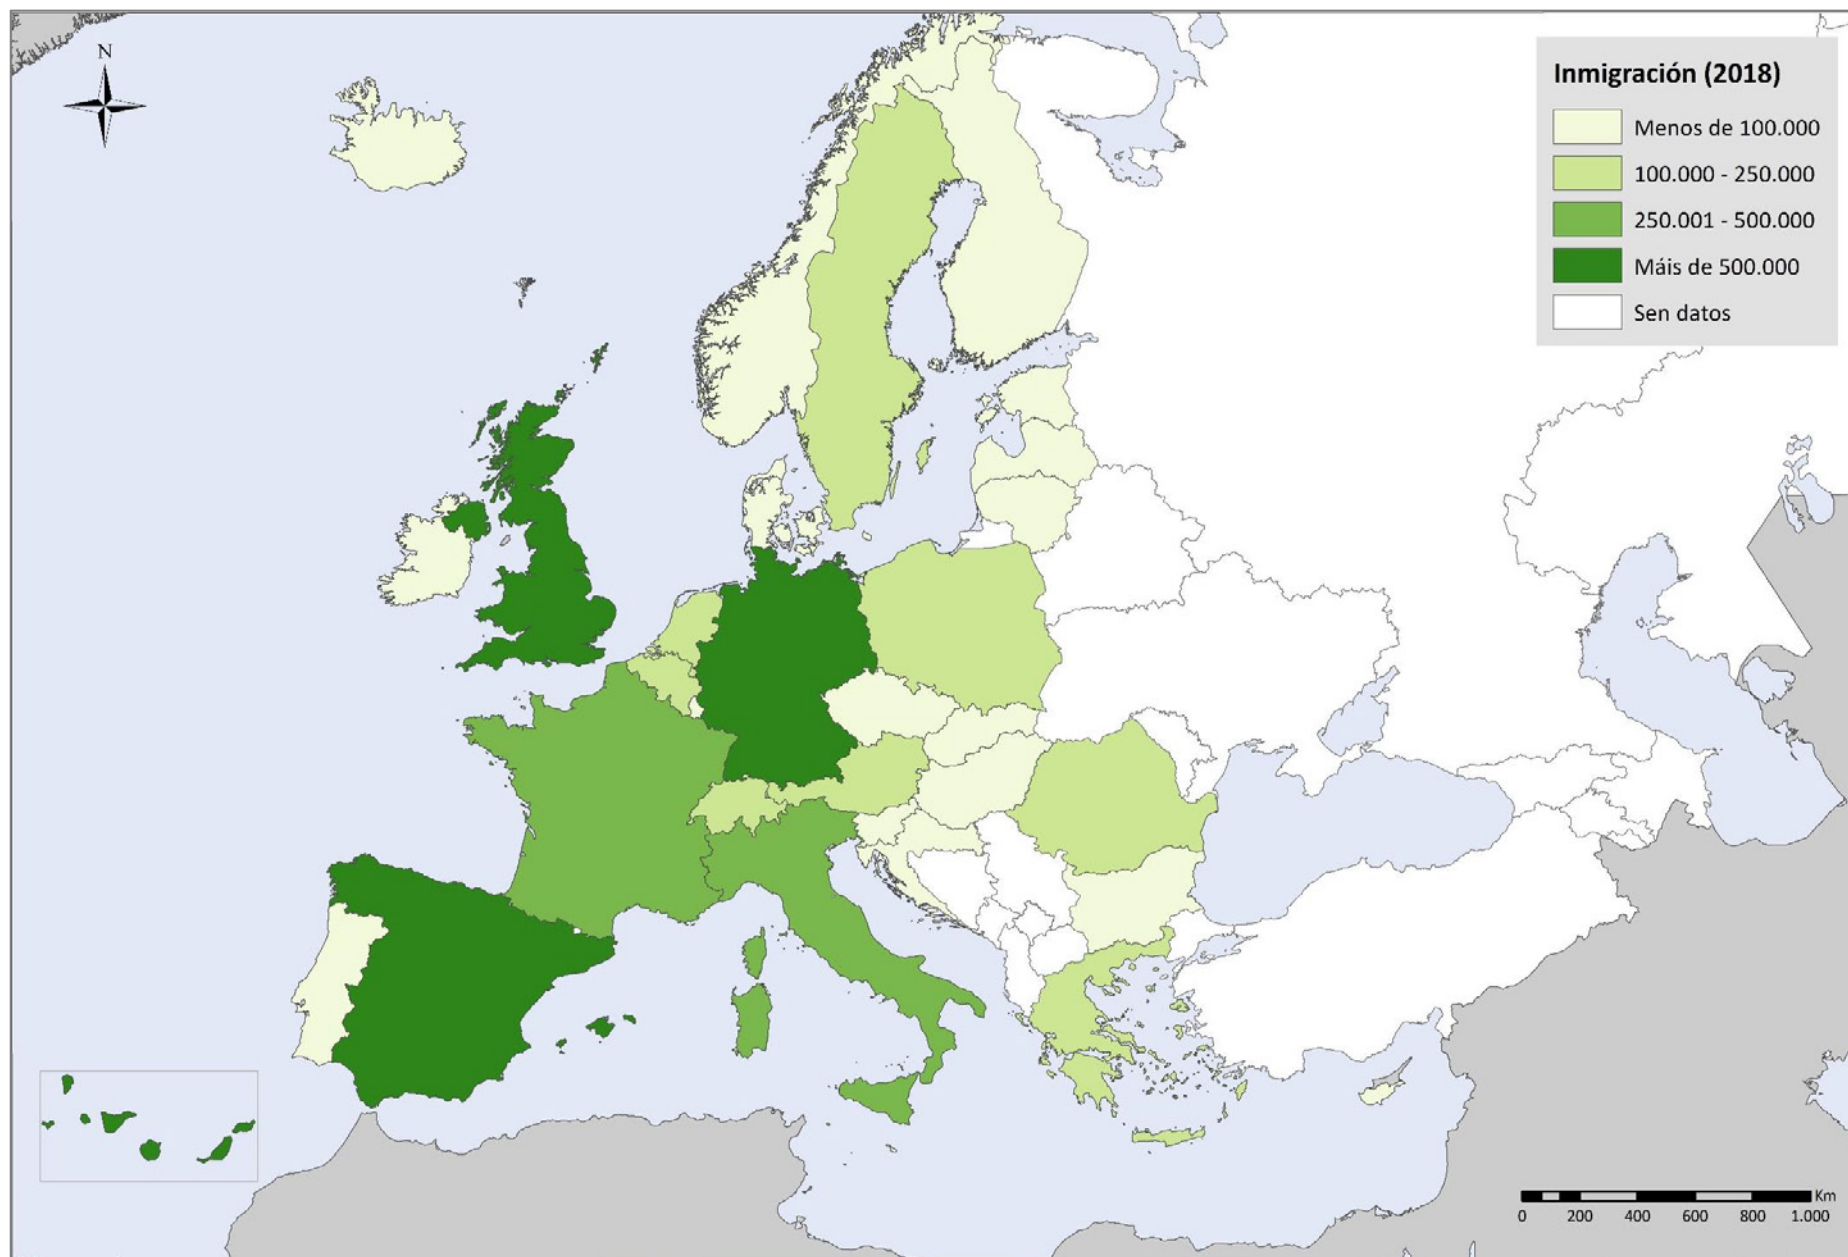 N
Inmigración (2018)
Menos de 100.000
100.000 - 250.000
250.001 - 500.000
Máis de 500.000
Sen datos
Km
0 200 400 600 800 1.000